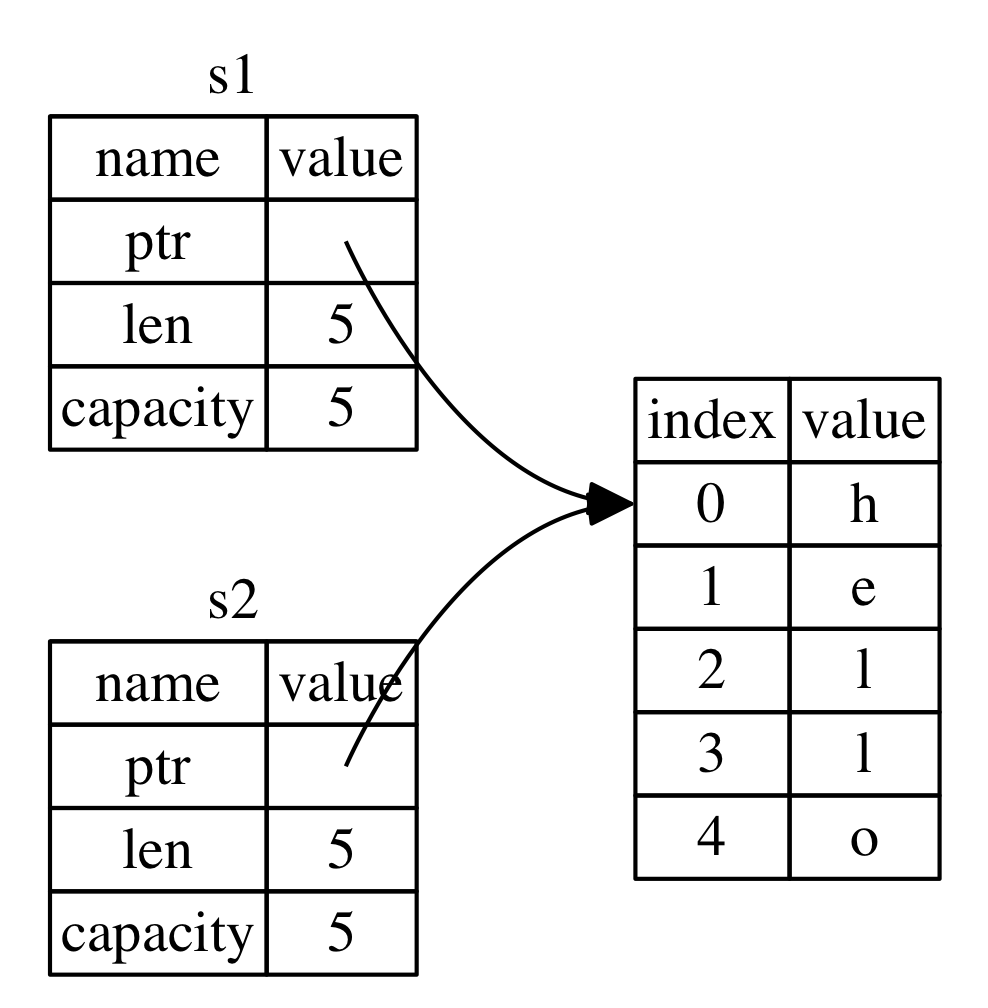 s1
name value
ptr
len 5
capacity 5
s2
name value
ptr
len 5
capacity 5
index value
0 h
1 e
2 l
3 l
4 o